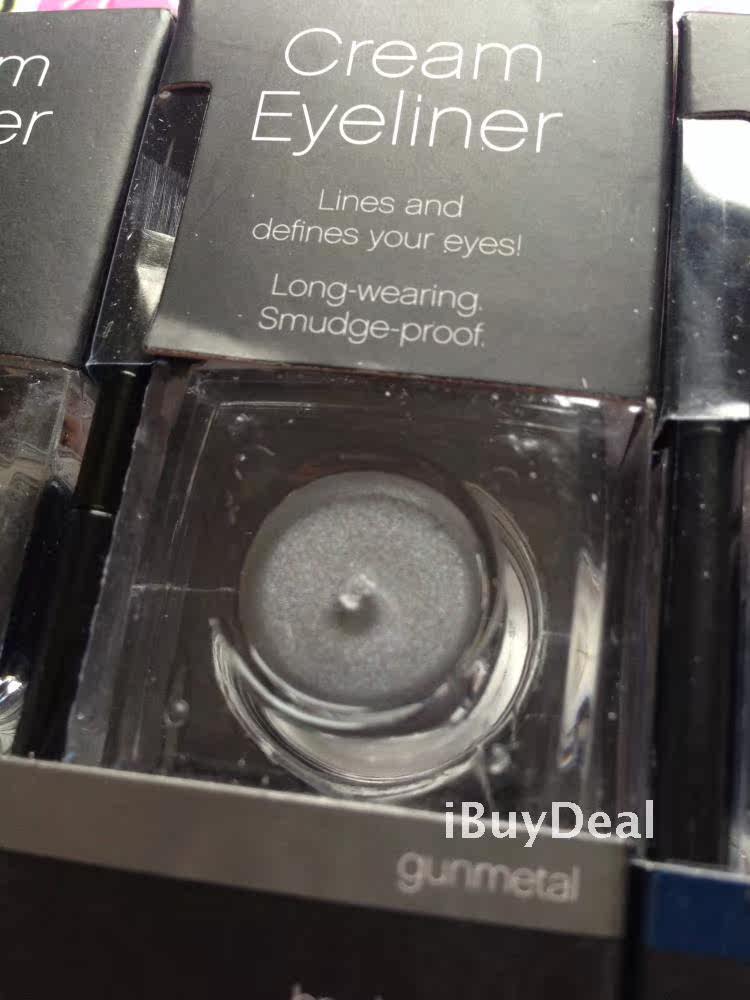 Cream
Eyeliner
Lines and
defines your eyes!
Long-wearing.
Smudge-proof.
iBuyDeal
gunmetal